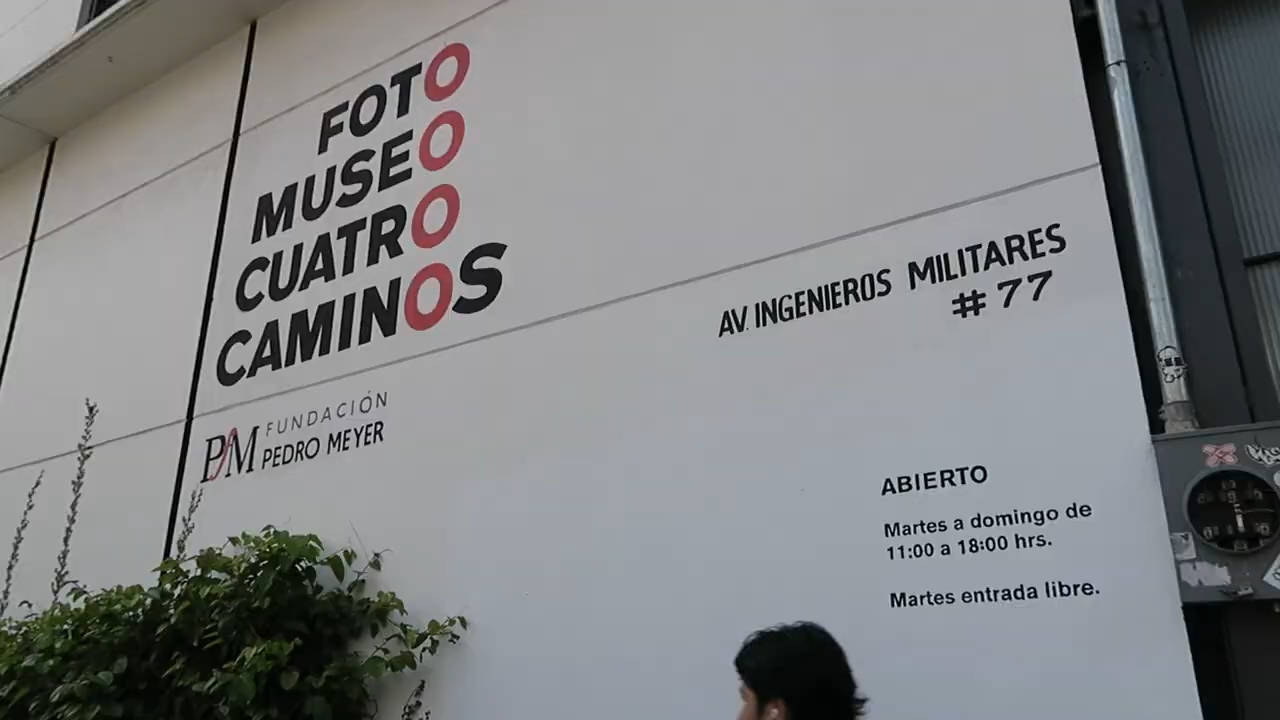 FOTO
MUSEO
CUATRO
CAMINOS
PM FUNDACIÓN
PEDRO MEYER
AV. INGENIEROS MILITARES
# 77
ABIERTO
Martes a domingo de
11:00 a 18:00 hrs.
Martes entrada libre.